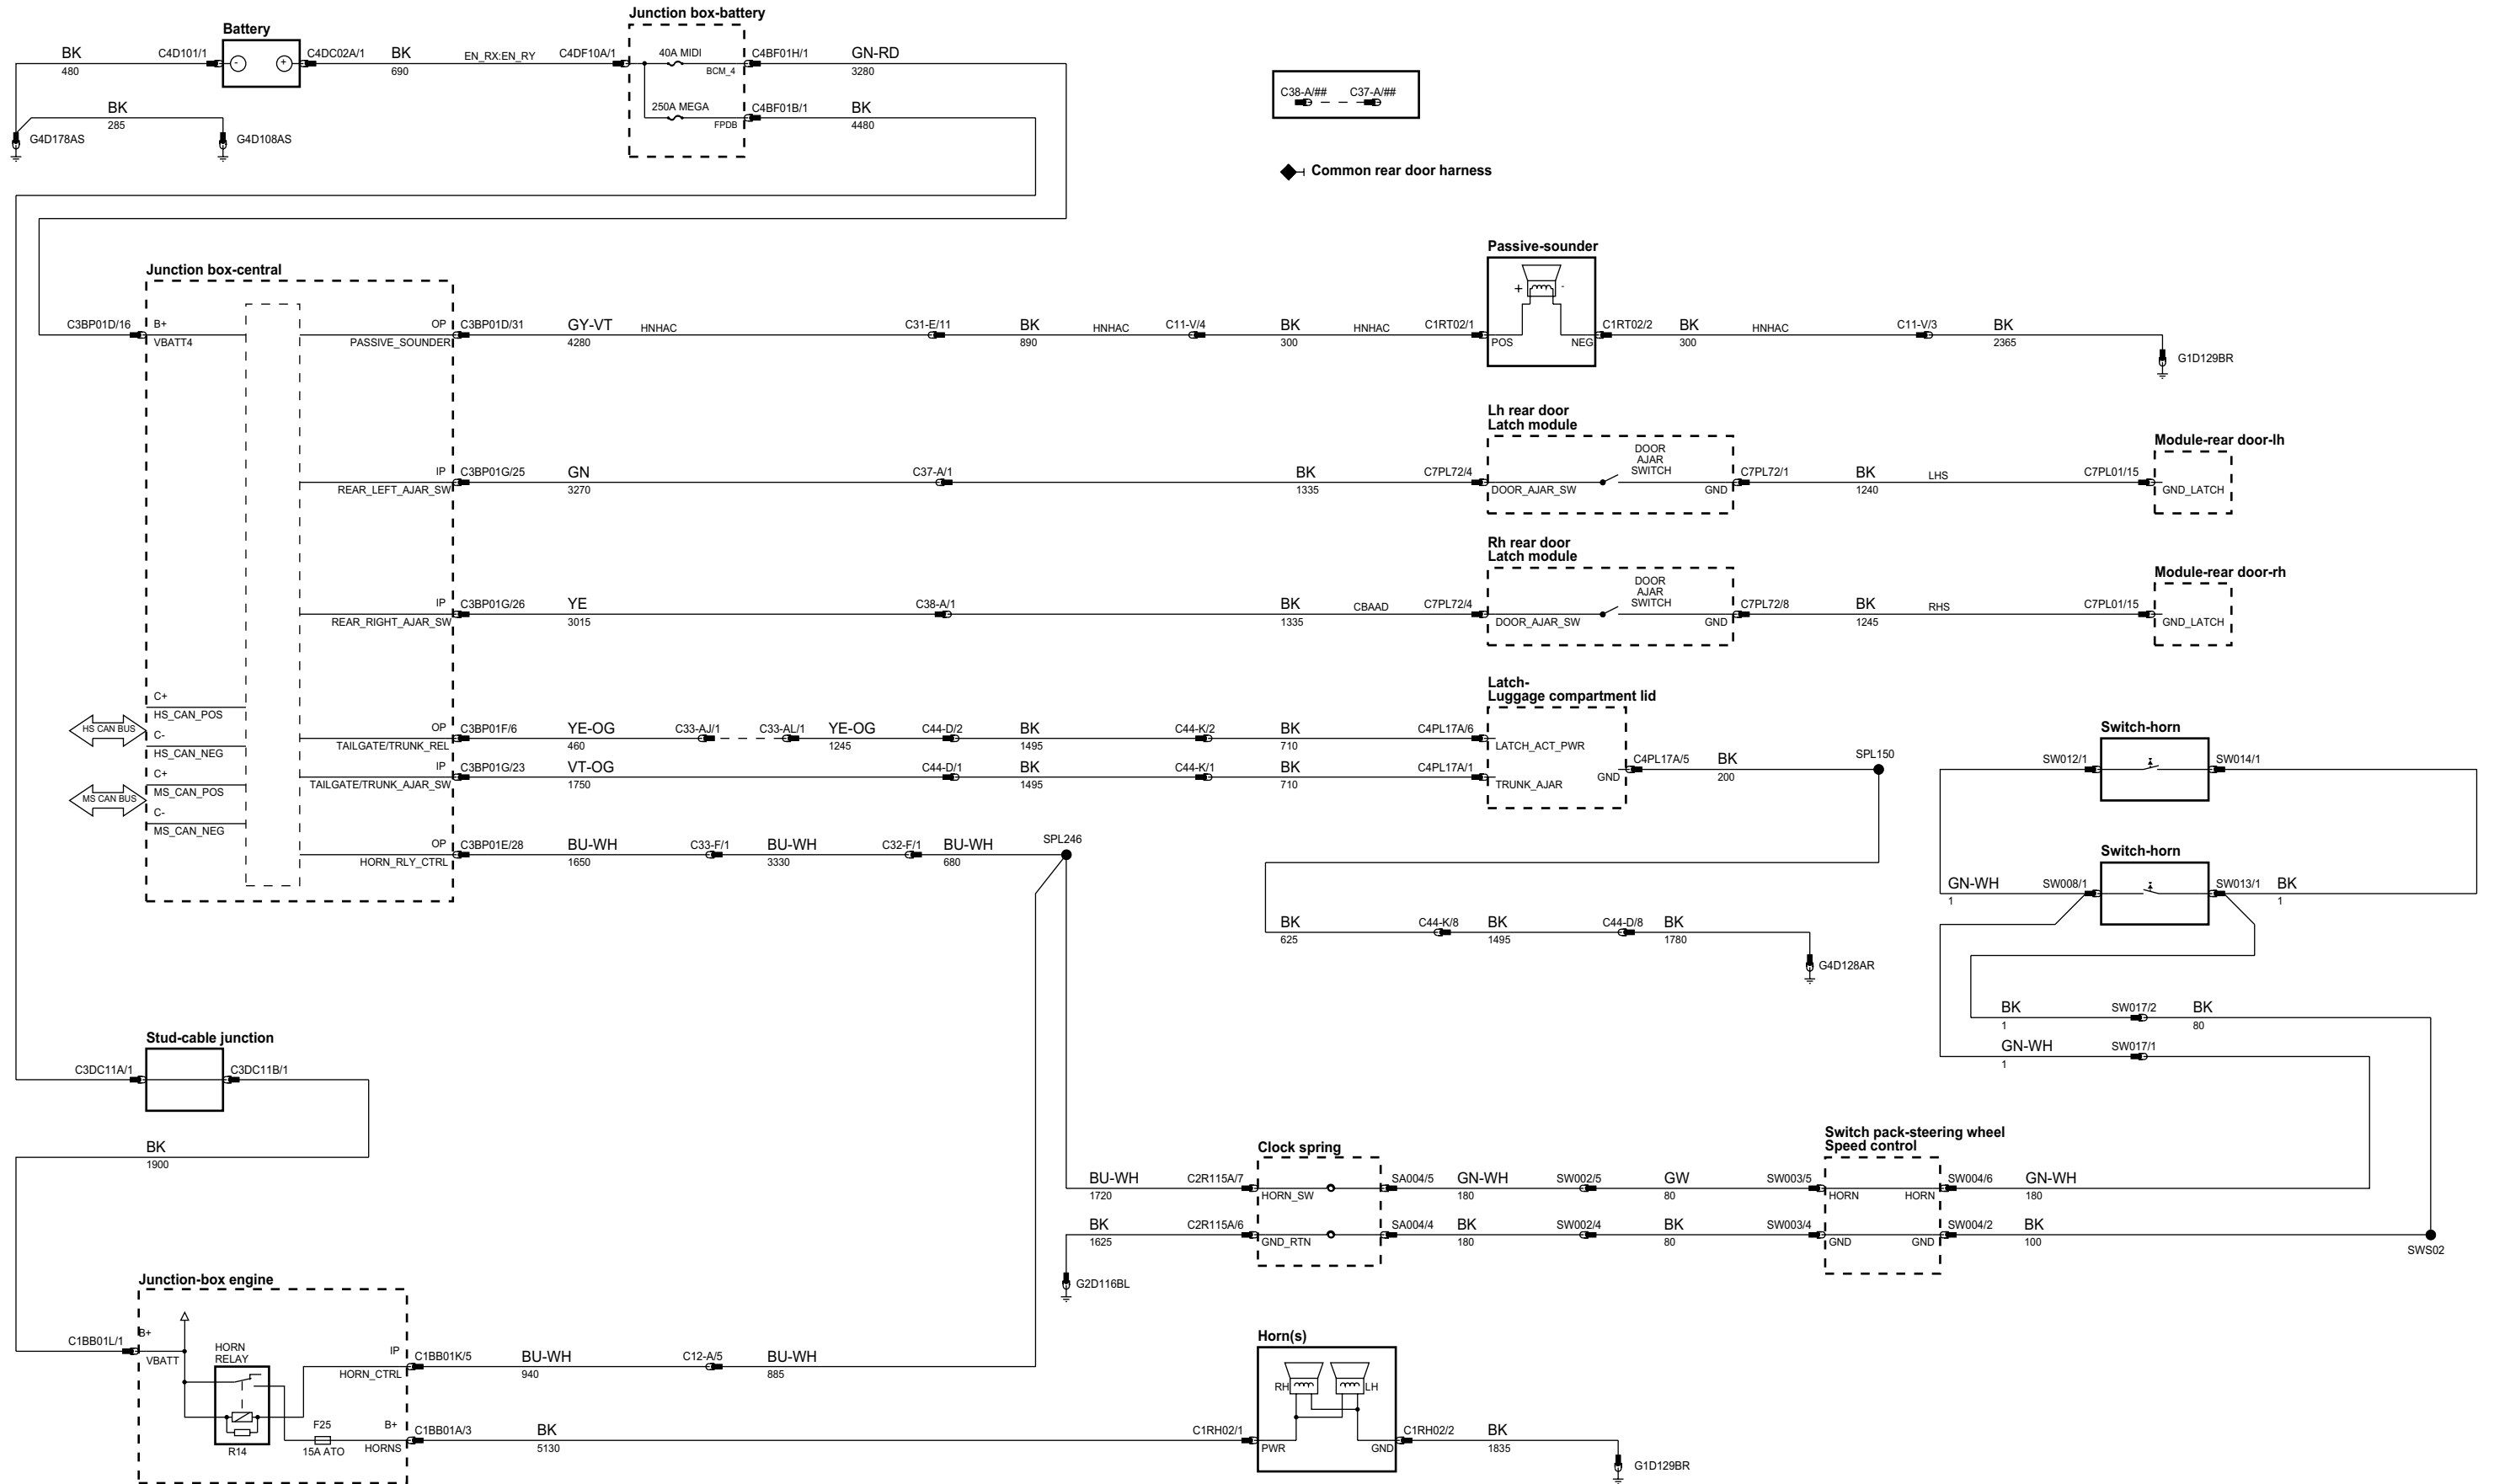 Junction box-battery
Battery
BK
480
C4D101/1
-
+
C4DC02A/1
BK
690
EN_RX:EN_RY
C4DF10A/1
40A MIDI
BCM_4
C4BF01H/1
GN-RD
3280
BK
285
250A MEGA
FPDB
C4BF01B/1
BK
4480
G4D178AS
G4D108AS
C38-A/##
C37-A/##
Common rear door harness
Passive-sounder
+
-
Junction box-central
C3BP01D/16
B+
VBATT4
OP
PASSIVE_SOUNDER
C3BP01D/31
GY-VT
4280
HNHAC
C31-E/11
BK
890
HNHAC
C11-V/4
BK
300
HNHAC
C1RT02/1
POS
NEG
C1RT02/2
BK
300
HNHAC
C11-V/3
BK
2365
G1D129BR
Lh rear door
Latch module
DOOR
AJAR
SWITCH
Module-rear door-lh
IP
REAR_LEFT_AJAR_SW
C3BP01G/25
GN
3270
C37-A/1
BK
1335
C7PL72/4
DOOR_AJAR_SW
GND
C7PL72/1
BK
1240
LHS
C7PL01/15
GND_LATCH
Rh rear door
Latch module
DOOR
AJAR
SWITCH
Module-rear door-rh
IP
REAR_RIGHT_AJAR_SW
C3BP01G/26
YE
3015
C38-A/1
BK
1335
CBAAD
C7PL72/4
DOOR_AJAR_SW
GND
C7PL72/8
BK
1245
RHS
C7PL01/15
GND_LATCH
Latch-
Luggage compartment lid
C+
HS_CAN_POS
HS CAN BUS
C-
HS_CAN_NEG
OP
TAILGATE/TRUNK_REL
C3BP01F/6
YE-OG
460
C33-AJ/1
C33-AL/1
YE-OG
1245
C44-D/2
BK
1495
C44-K/2
BK
710
C4PL17A/6
LATCH_ACT_PWR
C+
MS_CAN_POS
MS CAN BUS
C-
MS_CAN_NEG
IP
TAILGATE/TRUNK_AJAR_SW
C3BP01G/23
VT-OG
1750
C44-D/1
BK
1495
C44-K/1
BK
710
C4PL17A/1
TRUNK_AJAR
GND
C4PL17A/5
BK
200
SPL150
Switch-horn
SW012/1
SW014/1
OP
HORN_RLY_CTRL
C3BP01E/28
BU-WH
1650
C33-F/1
BU-WH
3330
C32-F/1
BU-WH
680
SPL246
Switch-horn
GN-WH
1
SW008/1
SW013/1
BK
1
BK
625
C44-K/8
BK
1495
C44-D/8
BK
1780
G4D128AR
BK
1
SW017/2
BK
80
GN-WH
1
SW017/1
Stud-cable junction
C3DC11A/1
C3DC11B/1
BK
1900
Clock spring
Switch pack-steering wheel
Speed control
BU-WH
1720
C2R115A/7
HORN_SW
SA004/5
GN-WH
180
SW002/5
GW
80
SW003/5
HORN
HORN
SW004/6
GN-WH
180
BK
1625
C2R115A/6
GND_RTN
SA004/4
BK
180
SW002/4
BK
80
SW003/4
GND
GND
SW004/2
BK
100
SWS02
G2D116BL
Junction-box engine
C1BB01L/1
B+
VBATT
HORN
RELAY
R14
F25
15A ATO
IP
HORN_CTRL
C1BB01K/5
BU-WH
940
C12-A/5
BU-WH
885
B+
HORNS
C1BB01A/3
BK
5130
Horn(s)
RH
LH
C1RH02/1
PWR
GND
C1RH02/2
BK
1835
G1D129BR